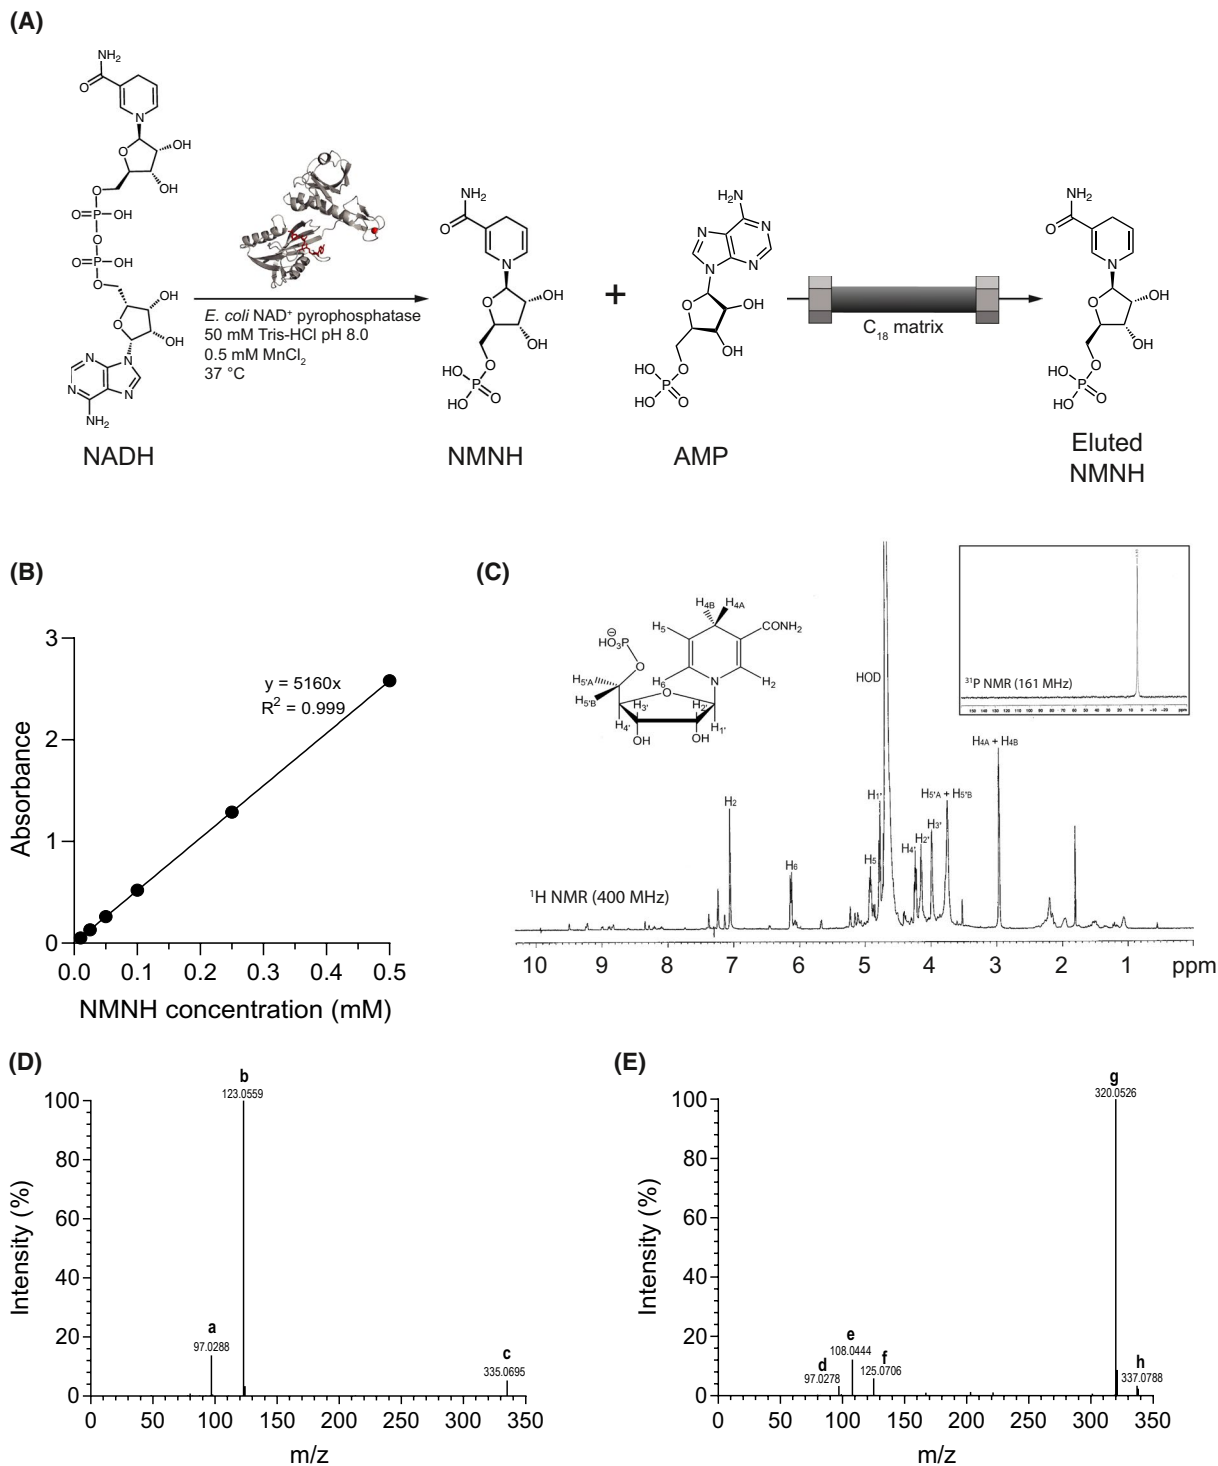 (A)
NH₂
O
N
O
OH
OH
O
O=P–OH
O
O=P–OH
O
OH
O
OH
N
N
N
N
N
NH₂
NADH
E. coli NAD⁺ pyrophosphatase
50 mM Tris-HCl pH 8.0
0.5 mM MnCl₂
37 °C
NH₂
O
N
O
OH
OH
O
HO
P
HO
O
NMNH
+
H₂N
N
N
N
N
O
OH
OH
O
HO
P
HO
O
AMP
C₁₈ matrix
NH₂
O
N
O
OH
OH
O
HO
P
HO
O
Eluted
NMNH
(B)
3
2
1
0
Absorbance
y = 5160x
R² = 0.999
0.0 0.1 0.2 0.3 0.4 0.5
NMNH concentration (mM)
(C)
H4B H4A
H5
CONH₂
⊖
HO₃P
O
H5'A
H6
O
N
H2
H5'B
H3'
H2'
H4'
H1'
OH
OH
HOD
³¹P NMR (161 MHz)
ppm
H4A + H4B
H2
H1'
H5'A + H5'B
H3'
H2'
H4'
H5
H6
¹H NMR (400 MHz)
10 9 8 7 6 5 4 3 2 1 ppm
(D)
b
123.0559
100
80
60
40
20
0
Intensity (%)
a
97.0288
c
335.0695
0 50 100 150 200 250 300 350
m/z
(E)
g
320.0526
100
80
60
40
20
0
Intensity (%)
e
108.0444
d
97.0278
f
125.0706
h
337.0788
0 50 100 150 200 250 300 350
m/z